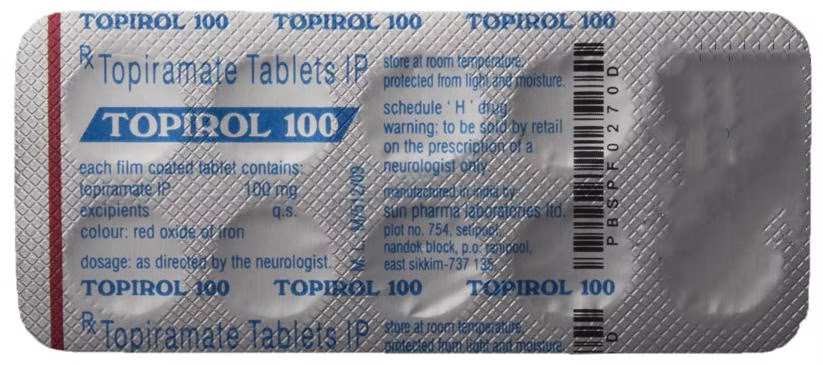 TOPIROL 100 TOPIROL 100 TOPIROL 100
Rx Topiramate Tablets IP
TOPIROL 100
each film coated tablet contains:
topiramate IP 100 mg
excipients q.s.
colour: red oxide of iron
dosage: as directed by the neurologist.
M. L. M/512/09
store at room temperature,
protected from light and moisture.
schedule 'H' drug
warning: to be sold by retail
on the prescription of a
neurologist only.
manufactured in india by:
sun pharma laboratories ltd.
plot no. 754, setipool,
nandok block, p.o. ranipool,
east sikkim-737 135.
PBSPF0270D
TOPIROL 100 TOPIROL 100 TOPIROL 100
Rx Topiramate Tablets IP
store at room temperature,
protected from light and moisture.
D